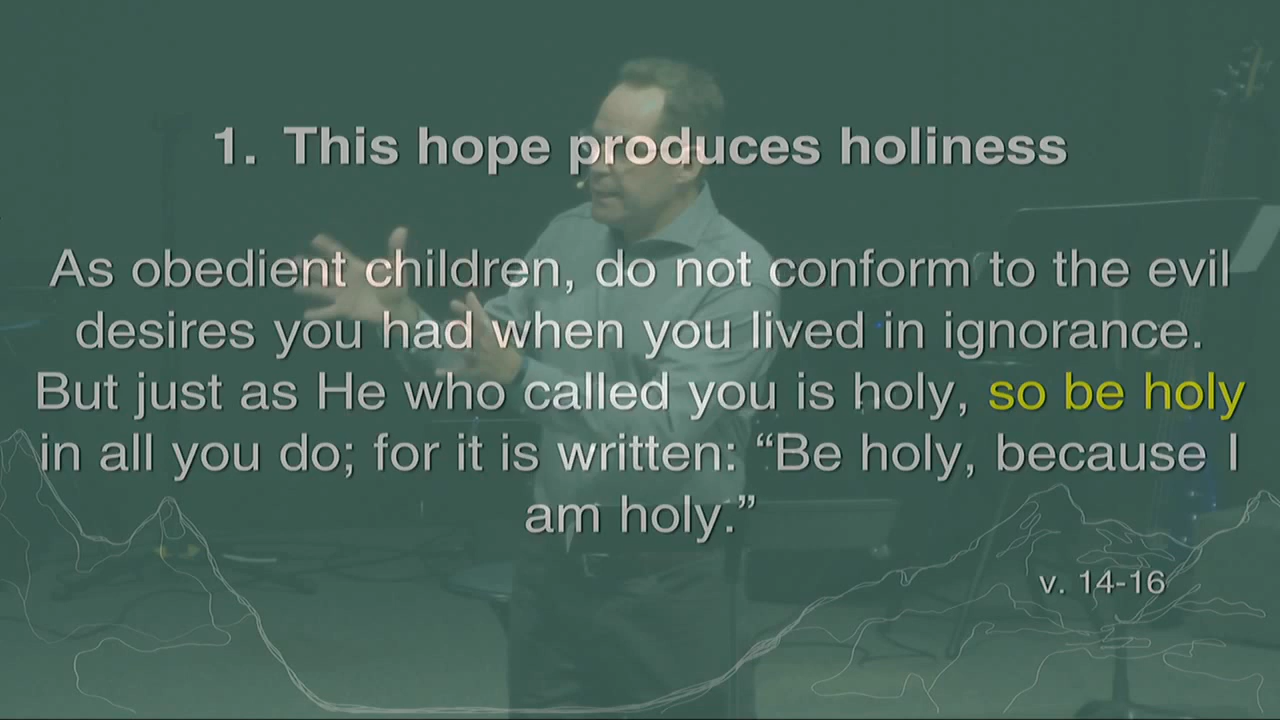 1. This hope produces holiness
As obedient children, do not conform to the evil
desires you had when you lived in ignorance.
But just as He who called you is holy, so be holy
in all you do; for it is written: “Be holy, because I
am holy.”
v. 14-16